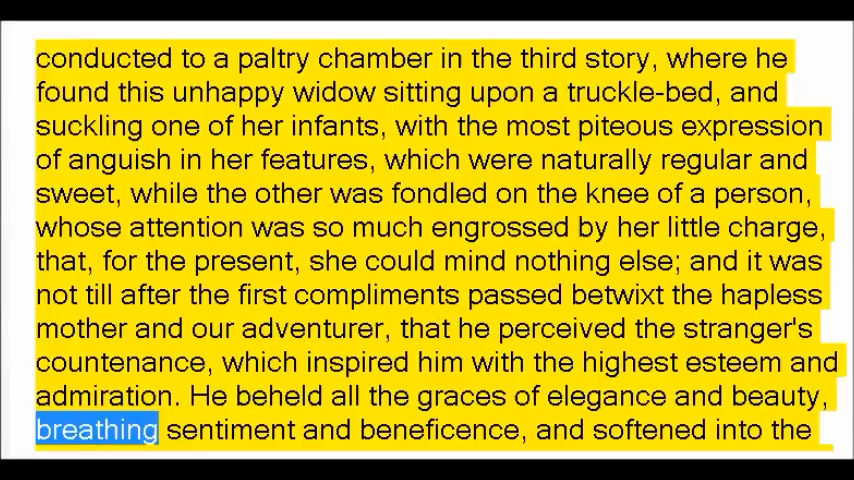 conducted to a paltry chamber in the third story, where he
found this unhappy widow sitting upon a truckle-bed, and
suckling one of her infants, with the most piteous expression
of anguish in her features, which were naturally regular and
sweet, while the other was fondled on the knee of a person,
whose attention was so much engrossed by her little charge,
that, for the present, she could mind nothing else; and it was
not till after the first compliments passed betwixt the hapless
mother and our adventurer, that he perceived the stranger's
countenance, which inspired him with the highest esteem and
admiration. He beheld all the graces of elegance and beauty,
breathing sentiment and beneficence, and softened into the